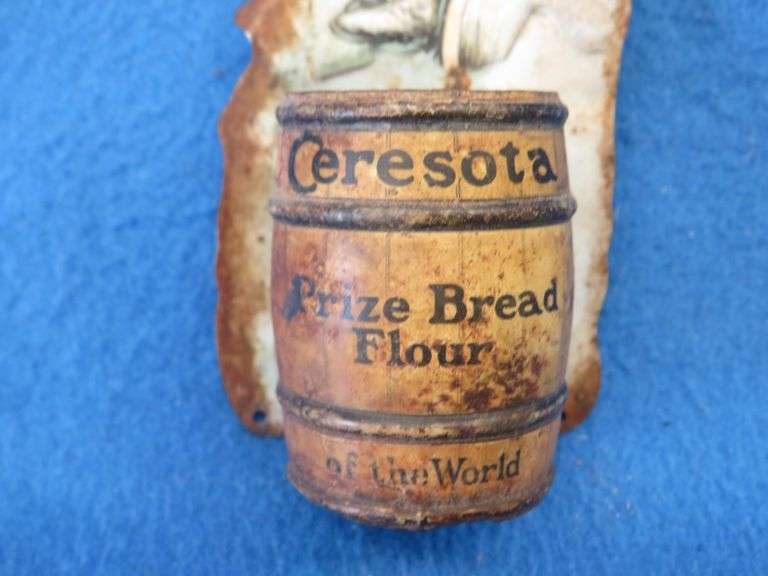 Ceresota
Prize Bread
Flour
of the World